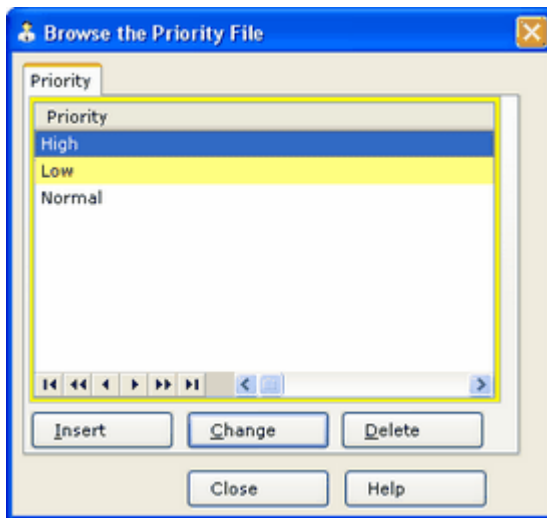 Browse the Priority File
Priority
Priority
High
Low
Normal
Insert Change Delete
Close Help